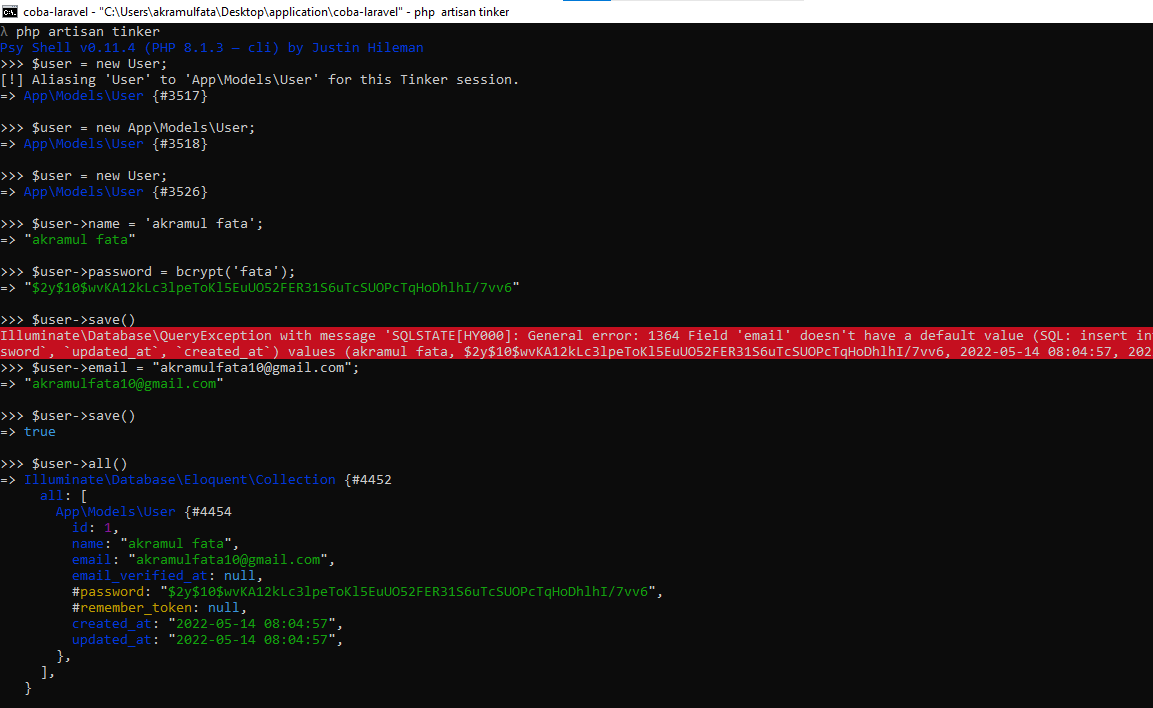 coba-laravel - "C:\Users\akramulfata\Desktop\application\coba-laravel" - php  artisan tinker
λ php artisan tinker
Psy Shell v0.11.4 (PHP 8.1.3 — cli) by Justin Hileman
>>> $user = new User;
[!] Aliasing 'User' to 'App\Models\User' for this Tinker session.
=> App\Models\User {#3517}
>>> $user = new App\Models\User;
=> App\Models\User {#3518}
>>> $user = new User;
=> App\Models\User {#3526}
>>> $user->name = 'akramul fata';
=> "akramul fata"
>>> $user->password = bcrypt('fata');
=> "$2y$10$wvKA12kLc3lpeToKl5EuUO52FER31S6uTcSUOPcTqHoDhlhI/7vv6"
>>> $user->save()
Illuminate\Database\QueryException with message 'SQLSTATE[HY000]: General error: 1364 Field 'email' doesn't have a default value (SQL: insert in
sword`, `updated_at`, `created_at`) values (akramul fata, $2y$10$wvKA12kLc3lpeToKl5EuUO52FER31S6uTcSUOPcTqHoDhlhI/7vv6, 2022-05-14 08:04:57, 202
>>> $user->email = "akramulfata10@gmail.com";
=> "akramulfata10@gmail.com"
>>> $user->save()
=> true
>>> $user->all()
=> Illuminate\Database\Eloquent\Collection {#4452
all: [
App\Models\User {#4454
id: 1,
name: "akramul fata",
email: "akramulfata10@gmail.com",
email_verified_at: null,
#password: "$2y$10$wvKA12kLc3lpeToKl5EuUO52FER31S6uTcSUOPcTqHoDhlhI/7vv6",
#remember_token: null,
created_at: "2022-05-14 08:04:57",
updated_at: "2022-05-14 08:04:57",
},
],
}